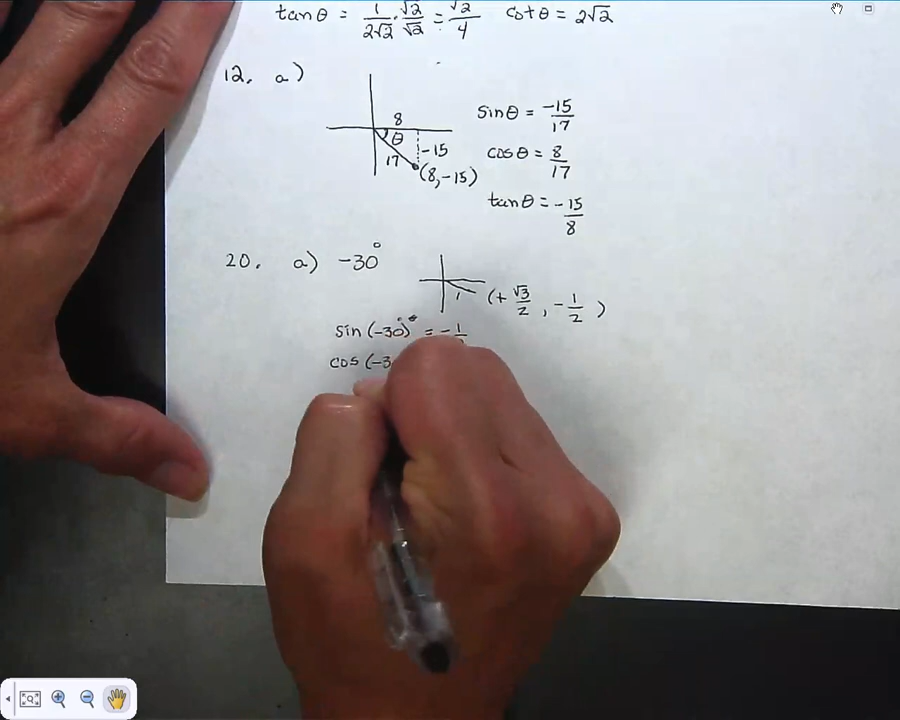 tanθ = 1/2√2 · √2/√2 = √2/4 cotθ = 2√2
12. a)
8
θ
-15
17
(8, -15)
sinθ = -15/17
cosθ = 8/17
tanθ = -15/8
20. a) -30°
1
(+√3/2, -1/2)
sin(-30)° = -1
cos(-3